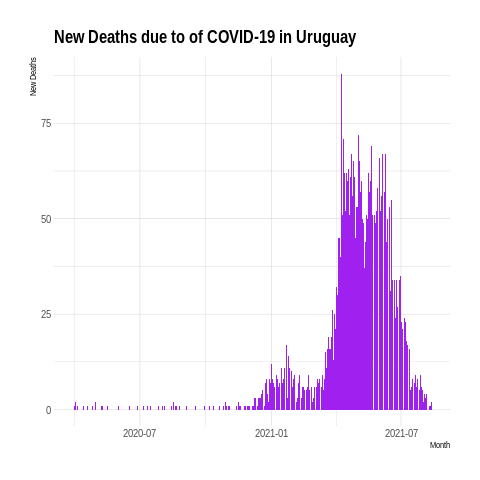 New Deaths due to of COVID-19 in Uruguay
New Deaths
75
50
25
0
2020-07
2021-01
2021-07
Month